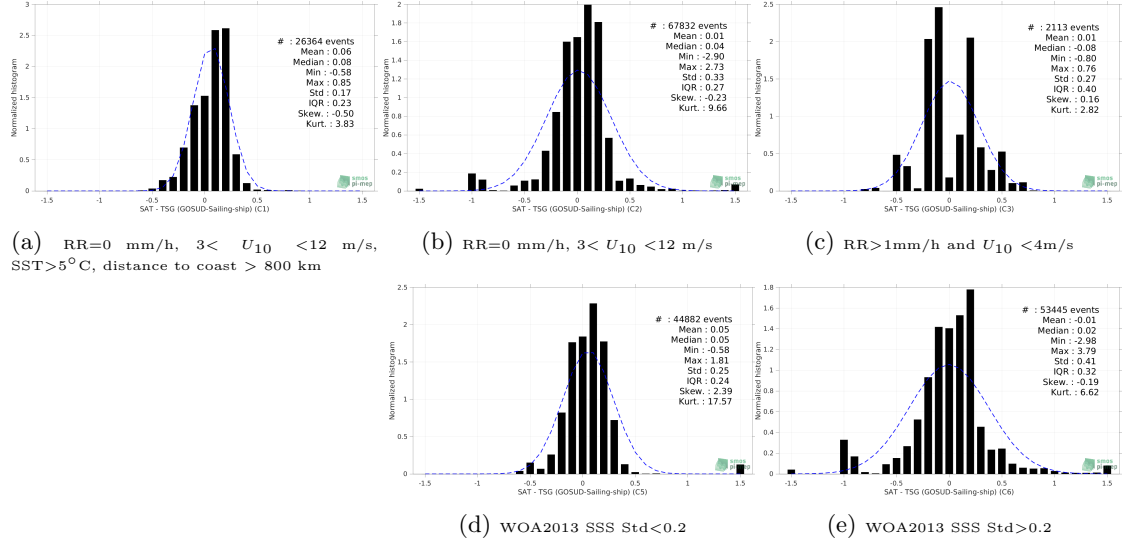 3
2.5
2
1.5
1
0.5
0
Normalized histogram
# : 26364 events
Mean : 0.06
Median : 0.08
Min : -0.58
Max : 0.85
Std : 0.17
IQR : 0.23
Skew. : -0.50
Kurt. : 3.83
smos
pi-mep
-1.5 -1 -0.5 0 0.5 1 1.5
SAT - TSG (GOSUD-Sailing-ship) (C1)
(a) RR=0 mm/h, 3< U10 <12 m/s,
SST>5°C, distance to coast > 800 km
2
1.8
1.6
1.4
1.2
1
0.8
0.6
0.4
0.2
0
Normalized histogram
# : 67832 events
Mean : 0.01
Median : 0.04
Min : -2.90
Max : 2.73
Std : 0.33
IQR : 0.27
Skew. : -0.23
Kurt. : 9.66
smos
pi-mep
-1.5 -1 -0.5 0 0.5 1 1.5
SAT - TSG (GOSUD-Sailing-ship) (C2)
(b) RR=0 mm/h, 3< U10 <12 m/s
2.5
2
1.5
1
0.5
0
Normalized histogram
# : 2113 events
Mean : 0.01
Median : -0.08
Min : -0.80
Max : 0.76
Std : 0.27
IQR : 0.40
Skew. : 0.16
Kurt. : 2.82
smos
pi-mep
-1.5 -1 -0.5 0 0.5 1 1.5
SAT - TSG (GOSUD-Sailing-ship) (C3)
(c) RR>1mm/h and U10 <4m/s
2.5
2
1.5
1
0.5
0
Normalized histogram
# : 44882 events
Mean : 0.05
Median : 0.05
Min : -0.58
Max : 1.81
Std : 0.25
IQR : 0.24
Skew. : 2.39
Kurt. : 17.57
smos
pi-mep
-1.5 -1 -0.5 0 0.5 1 1.5
SAT - TSG (GOSUD-Sailing-ship) (C5)
(d) WOA2013 SSS Std<0.2
1.8
1.6
1.4
1.2
1
0.8
0.6
0.4
0.2
0
Normalized histogram
# : 53445 events
Mean : -0.01
Median : 0.02
Min : -2.98
Max : 3.79
Std : 0.41
IQR : 0.32
Skew. : -0.19
Kurt. : 6.62
smos
pi-mep
-1.5 -1 -0.5 0 0.5 1 1.5
SAT - TSG (GOSUD-Sailing-ship) (C6)
(e) WOA2013 SSS Std>0.2